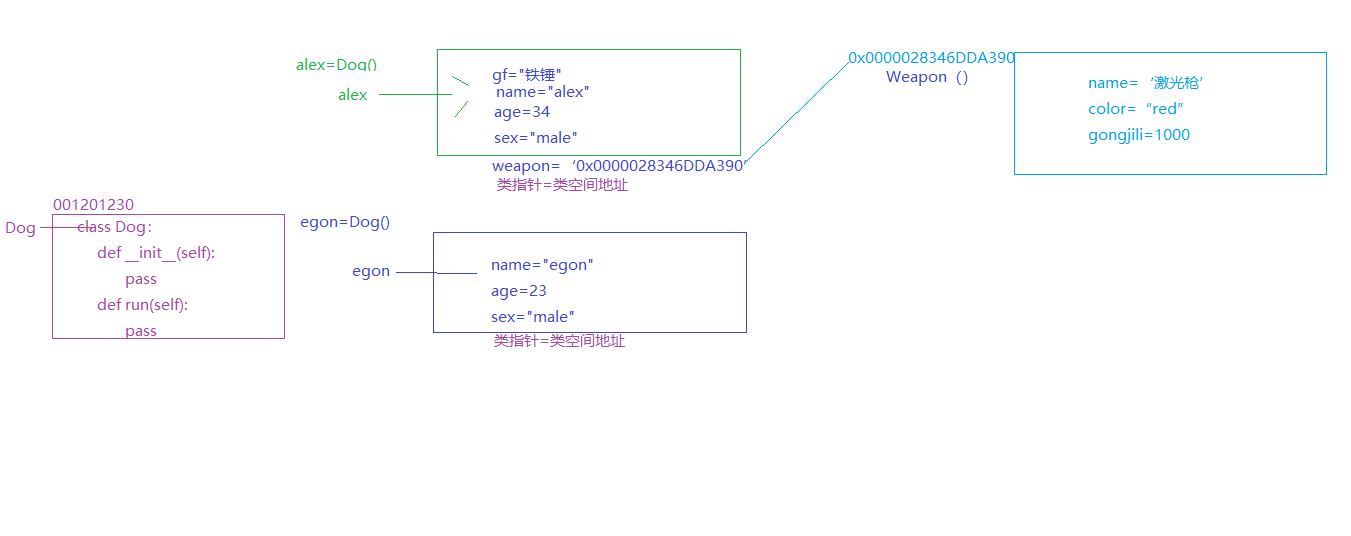 alex=Dog()
alex
gf="铁锤"
name="alex"
age=34
sex="male"
weapon=‘0x0000028346DDA390’
类指针=类空间地址
0x0000028346DDA390
Weapon（）
name=‘激光枪’
color=“red”
gongjili=1000
001201230
Dog
class Dog：
def __init__(self):
pass
def run(self):
pass
egon=Dog()
egon
name="egon"
age=23
sex="male"
类指针=类空间地址